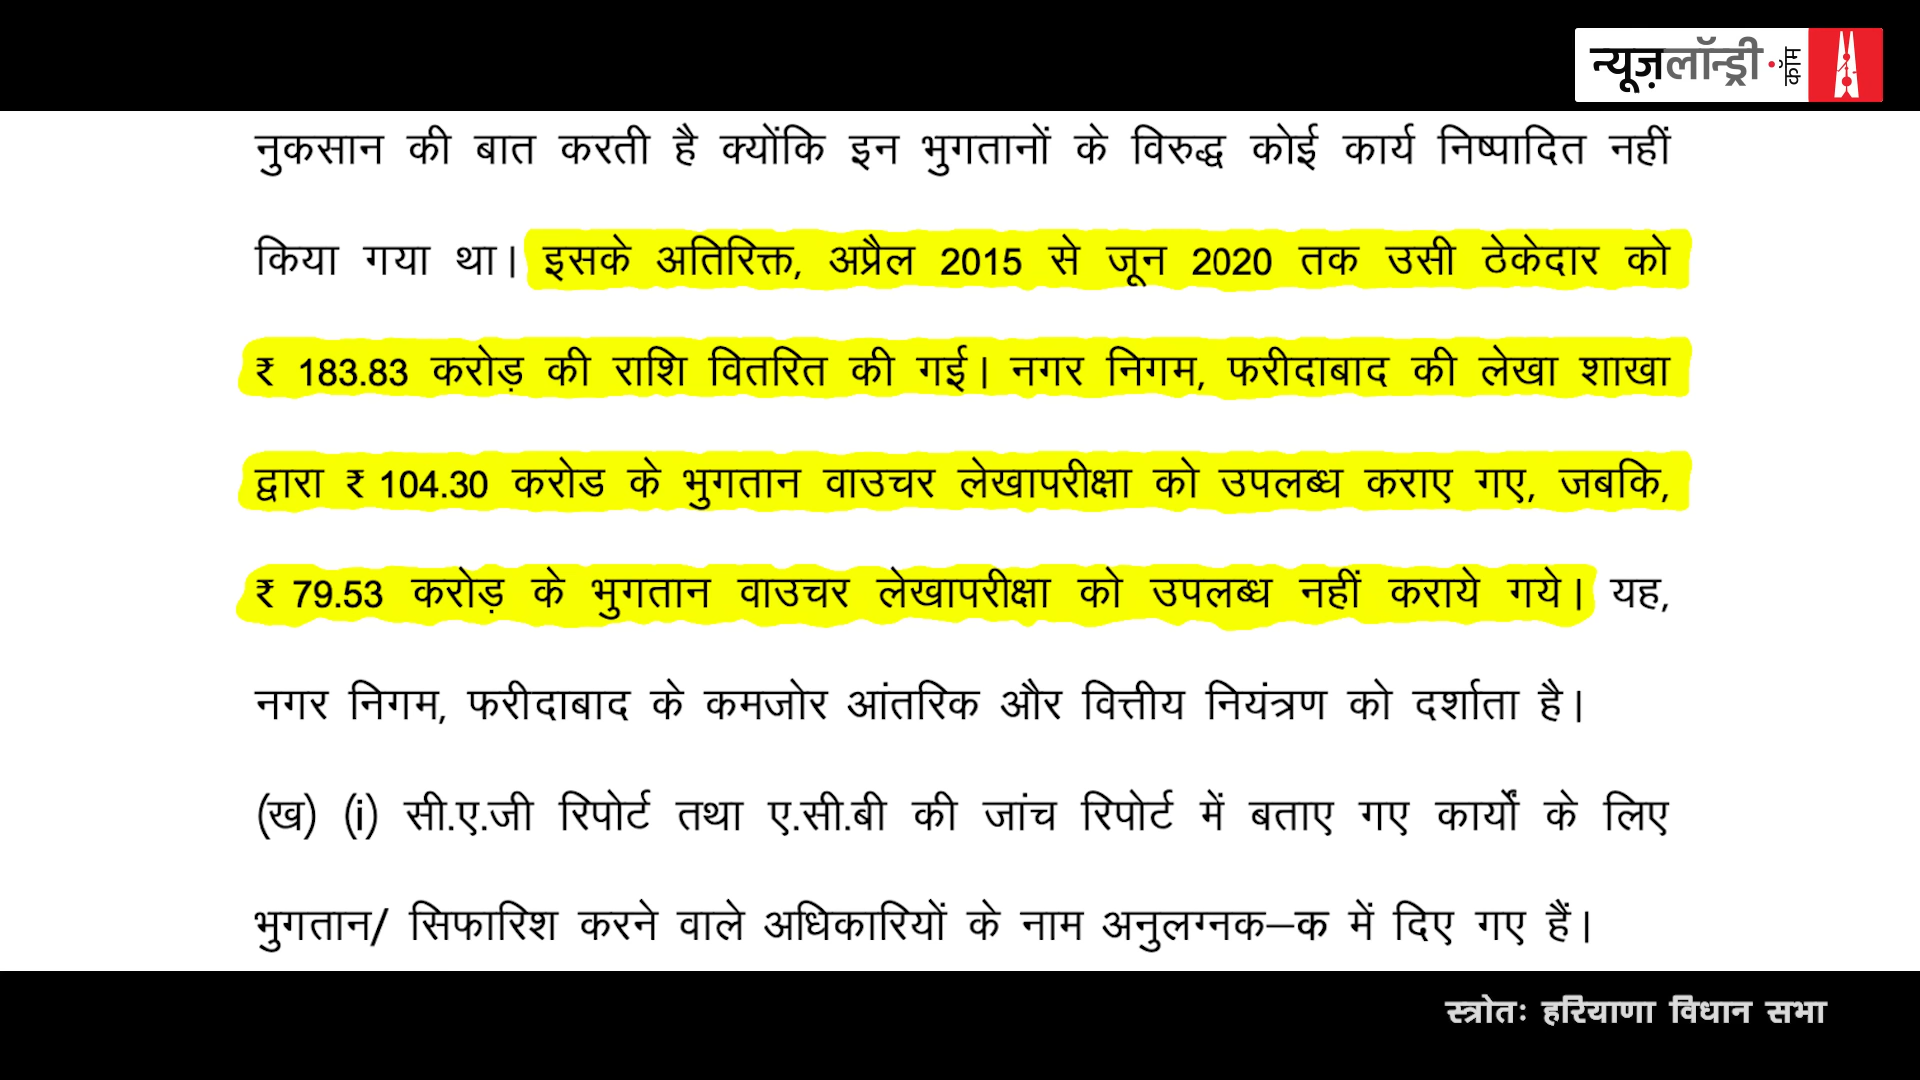 न्यूज़लॉन्ड्री.कॉम
नुकसान की बात करती है क्योंकि इन भुगतानों के विरुद्ध कोई कार्य निष्पादित नहीं
किया गया था। इसके अतिरिक्त, अप्रैल 2015 से जून 2020 तक उसी ठेकेदार को
₹ 183.83 करोड़ की राशि वितरित की गई। नगर निगम, फरीदाबाद की लेखा शाखा
द्वारा ₹ 104.30 करोड के भुगतान वाउचर लेखापरीक्षा को उपलब्ध कराए गए, जबकि,
₹ 79.53 करोड़ के भुगतान वाउचर लेखापरीक्षा को उपलब्ध नहीं कराये गये। यह,
नगर निगम, फरीदाबाद के कमजोर आंतरिक और वित्तीय नियंत्रण को दर्शाता है।
(ख) (i) सी.ए.जी रिपोर्ट तथा ए.सी.बी की जांच रिपोर्ट में बताए गए कार्यों के लिए
भुगतान/ सिफारिश करने वाले अधिकारियों के नाम अनुलग्नक–क में दिए गए हैं।
स्त्रोतः हरियाणा विधान सभा